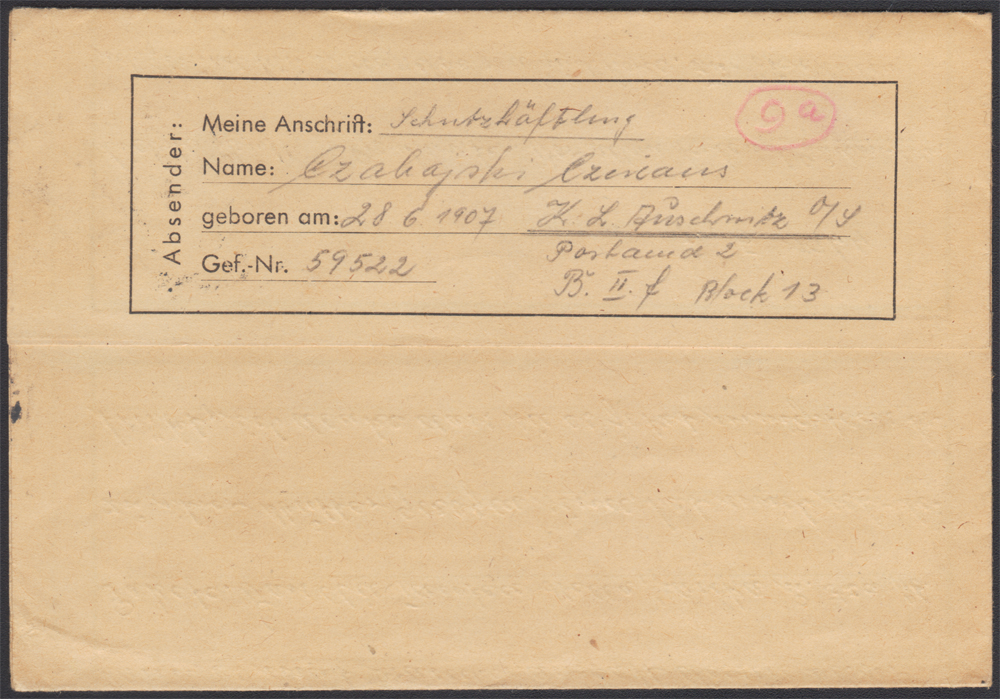 Absender:
Meine Anschrift: Schutzhäftling
9a
Name: Czabajski
geboren am: 28 6 1907 K. L. Auschwitz O/S
Gef.-Nr. 59522 Postamt 2
B. II. f Block 13